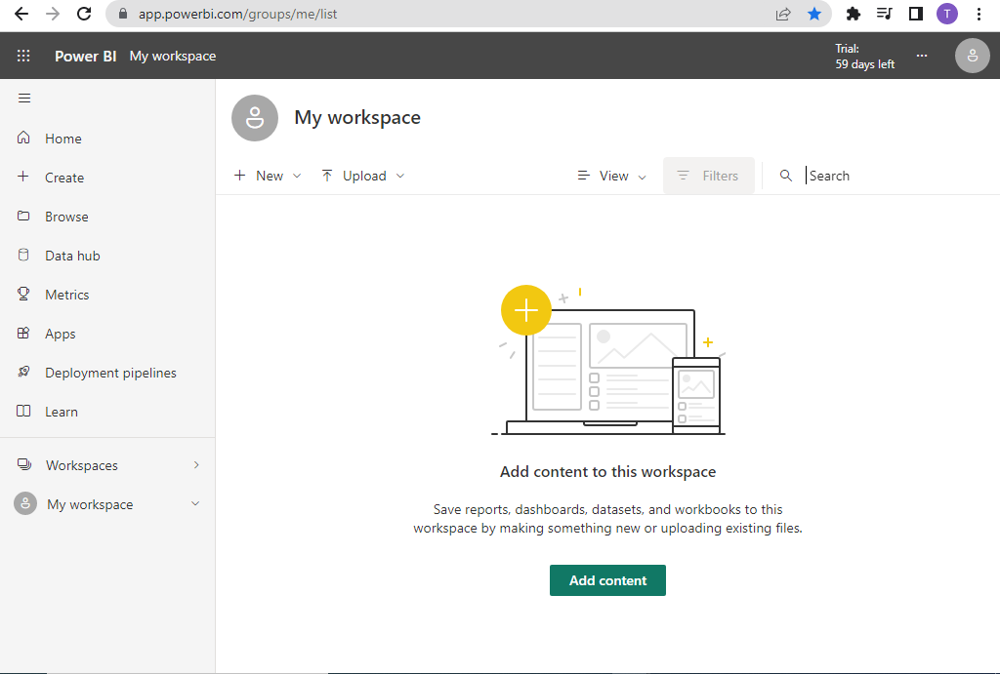 app.powerbi.com/groups/me/list
T
Power BI My workspace
Trial:
59 days left
My workspace
Home
Create
Browse
Data hub
Metrics
Apps
Deployment pipelines
Learn
Workspaces
My workspace
New Upload View Filters Search
Add content to this workspace
Save reports, dashboards, datasets, and workbooks to this
workspace by making something new or uploading existing files.
Add content